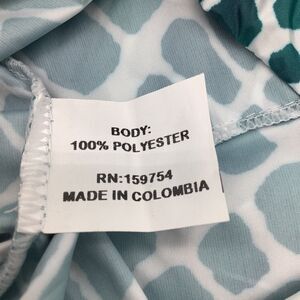 BODY:
100% POLYESTER
RN:159754
MADE IN COLOMBIA